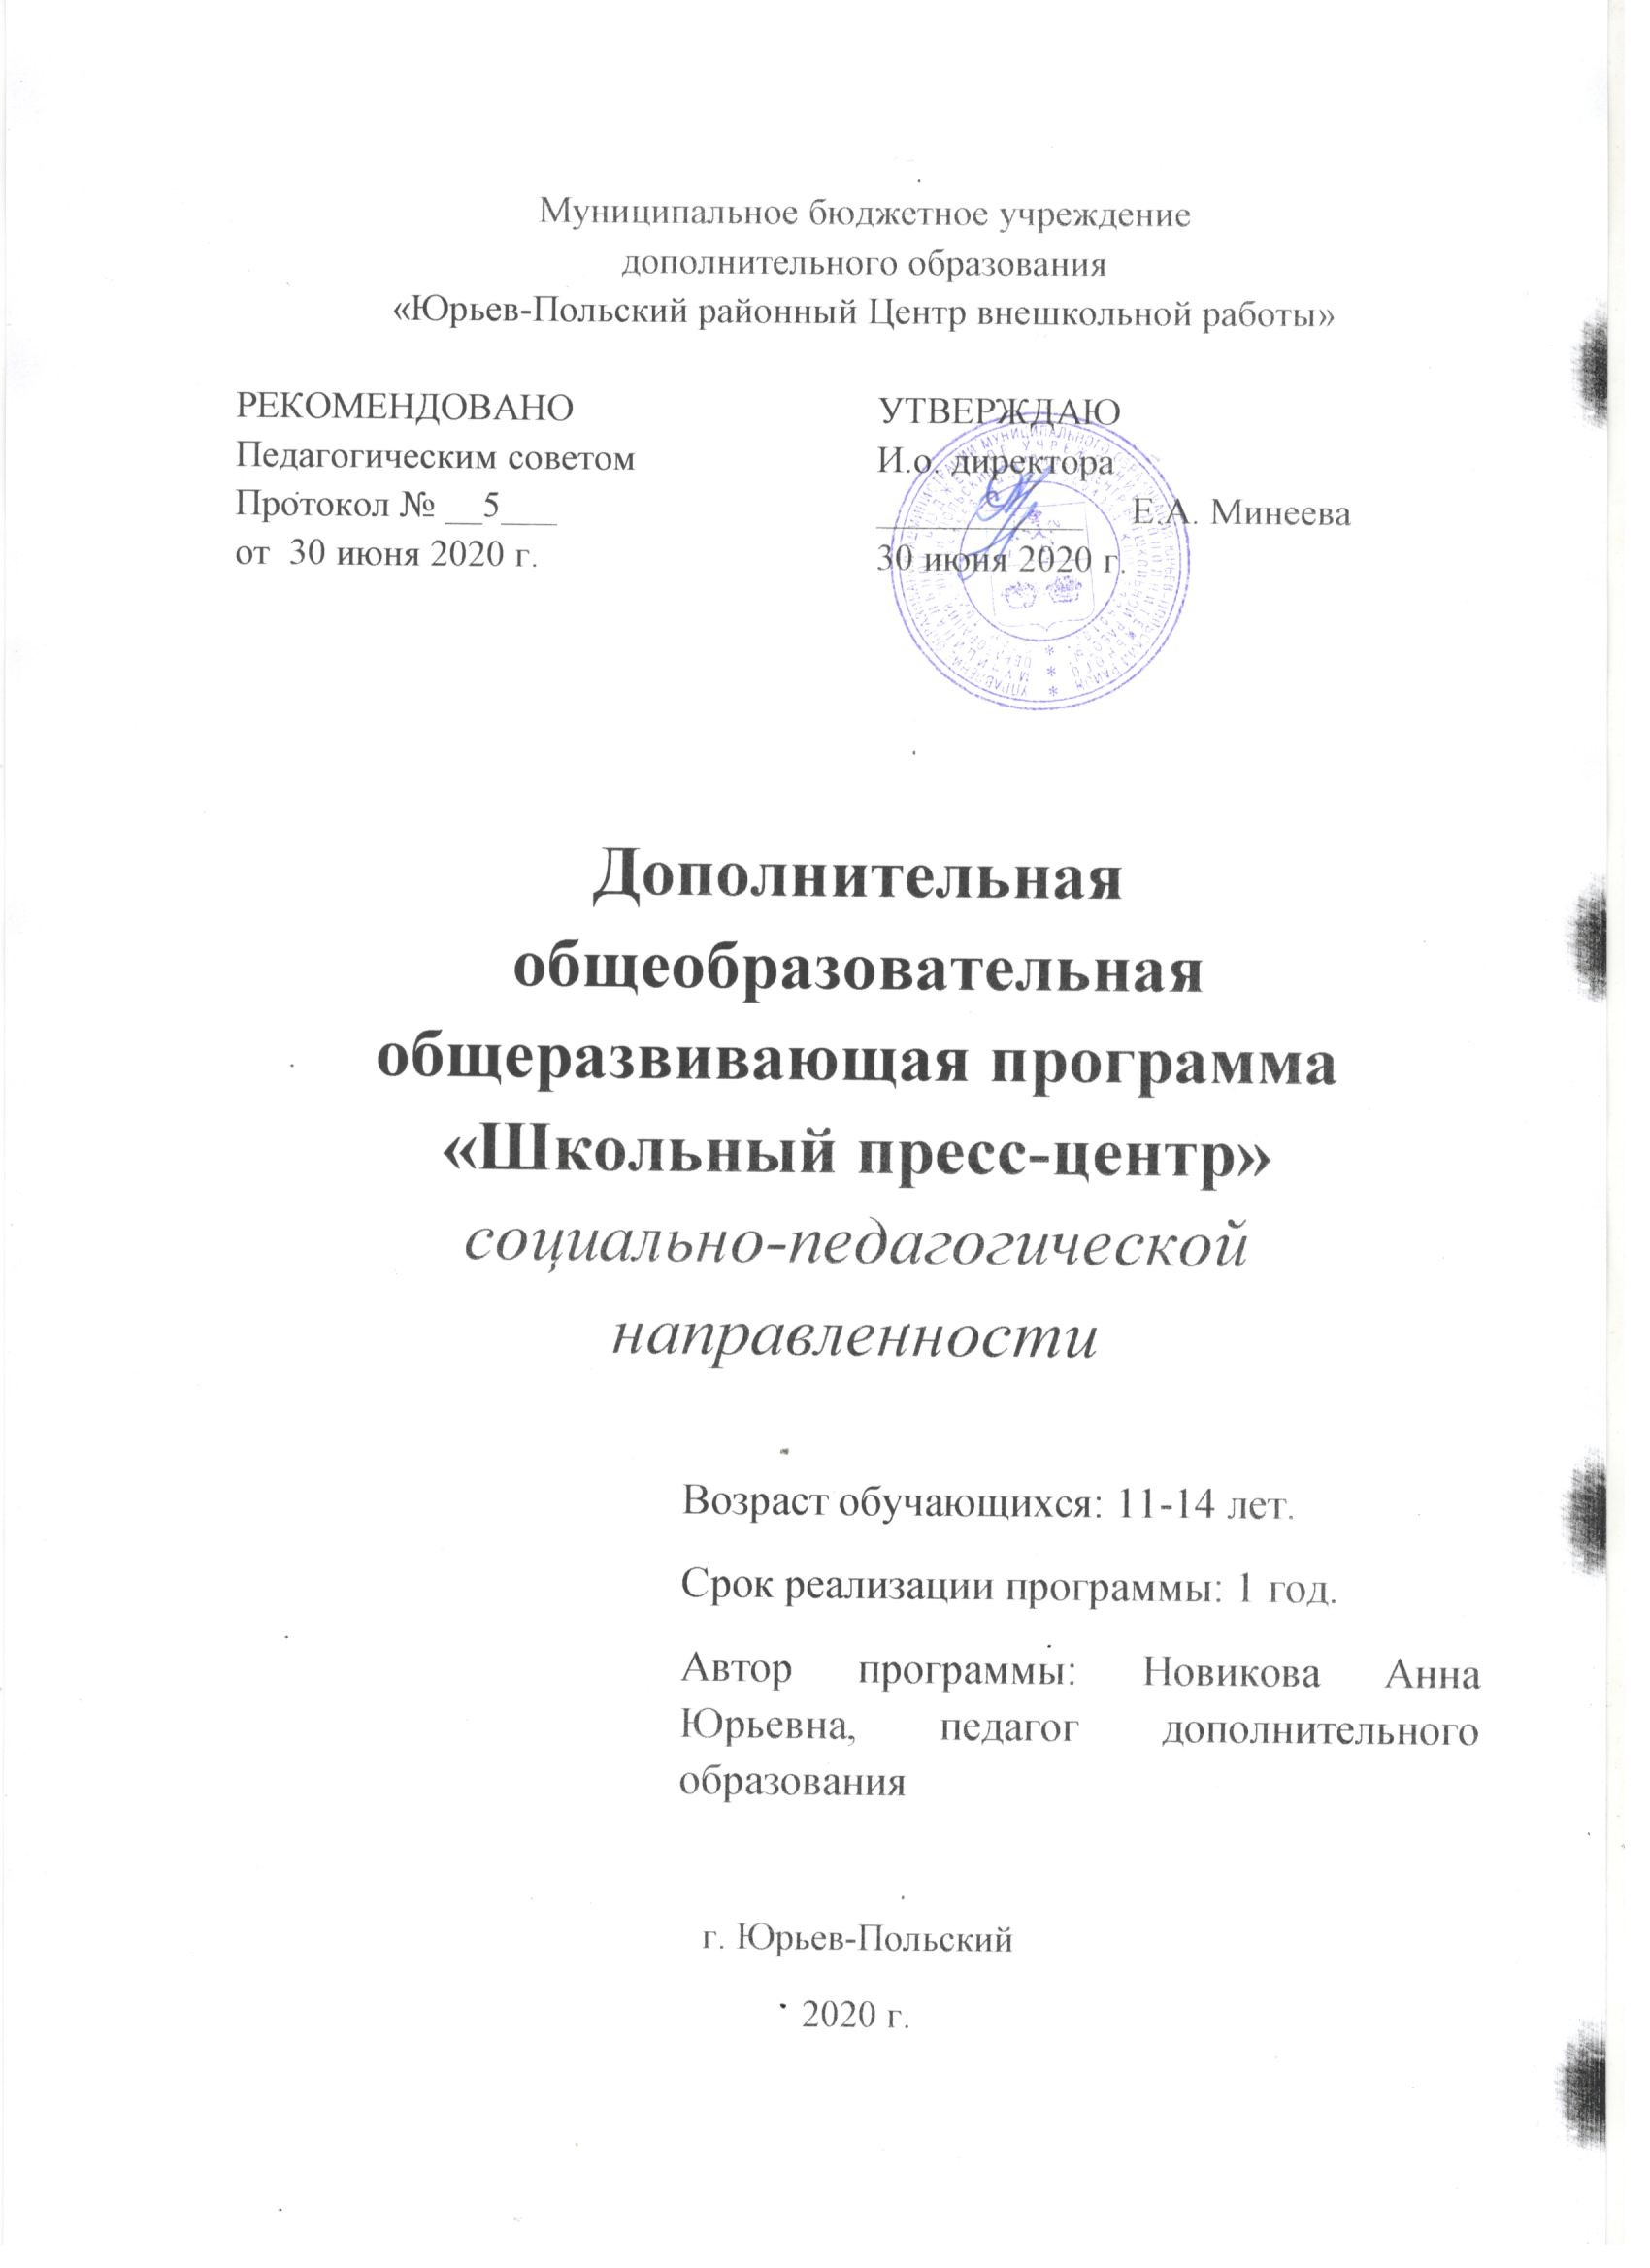 Муниципальное бюджетное учреждение
дополнительного образования
«Юрьев-Польский районный Центр внешкольной работы»
РЕКОМЕНДОВАНО
Педагогическим советом
Протокол № __5___
от 30 июня 2020 г.
УТВЕРЖДАЮ
И.о. директора
___________ Е.А. Минеева
30 июня 2020 г.
Дополнительная
общеобразовательная
общеразвивающая программа
«Школьный пресс-центр»
социально-педагогической
направленности
Возраст обучающихся: 11-14 лет.
Срок реализации программы: 1 год.
Автор программы: Новикова Анна
Юрьевна, педагог дополнительного
образования
г. Юрьев-Польский
2020 г.